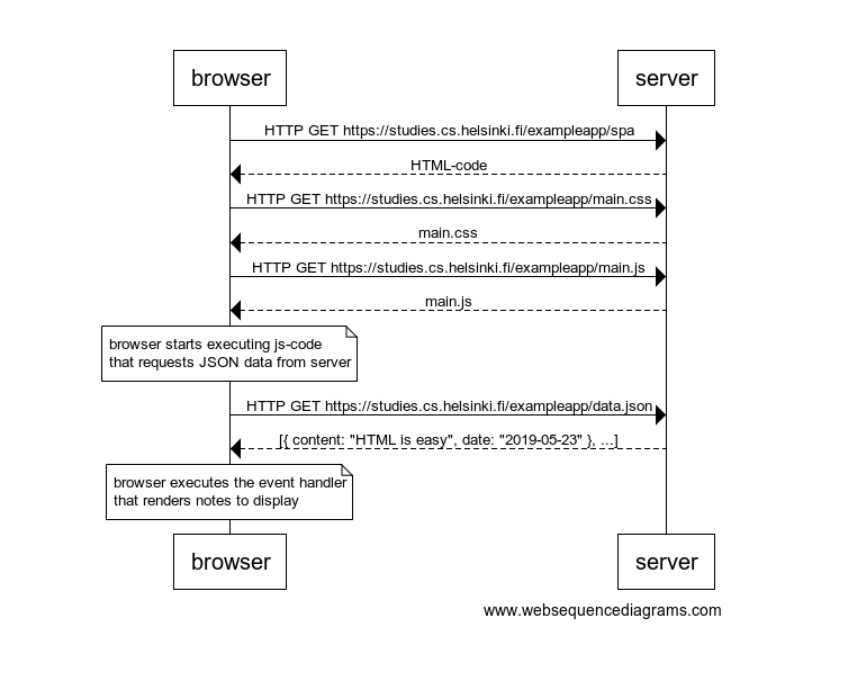 browser
server
HTTP GET https://studies.cs.helsinki.fi/exampleapp/spa
HTML-code
HTTP GET https://studies.cs.helsinki.fi/exampleapp/main.css
main.css
HTTP GET https://studies.cs.helsinki.fi/exampleapp/main.js
main.js
browser starts executing js-code
that requests JSON data from server
HTTP GET https://studies.cs.helsinki.fi/exampleapp/data.json
[{ content: "HTML is easy", date: "2019-05-23" }, ...]
browser executes the event handler
that renders notes to display
browser
server
www.websequencediagrams.com